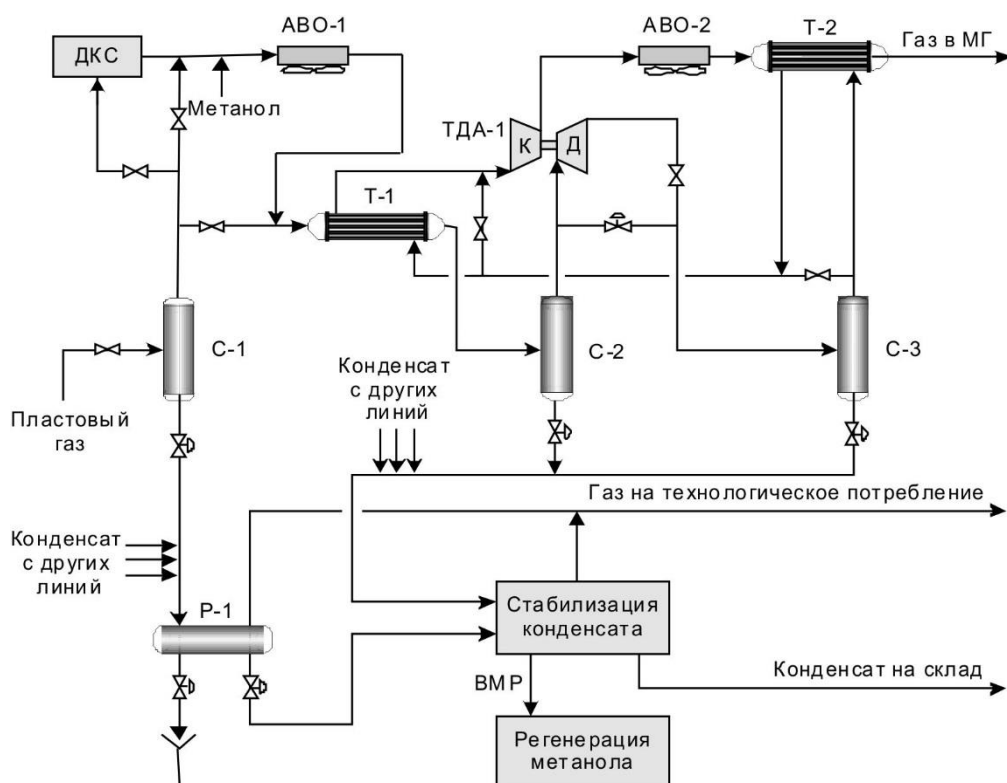 АВО-1
АВО-2
Т-2
ДКС
Газ в МГ
Метанол
ТДА-1
К
Д
Т-1
С-1
С-2
С-3
Пластовый
газ
Конденсат
с других
линий
Газ на технологическое потребление
Конденсат
с других
линий
Р-1
Стабилизация
конденсата
ВМР
Конденсат на склад
Регенерация
метанола